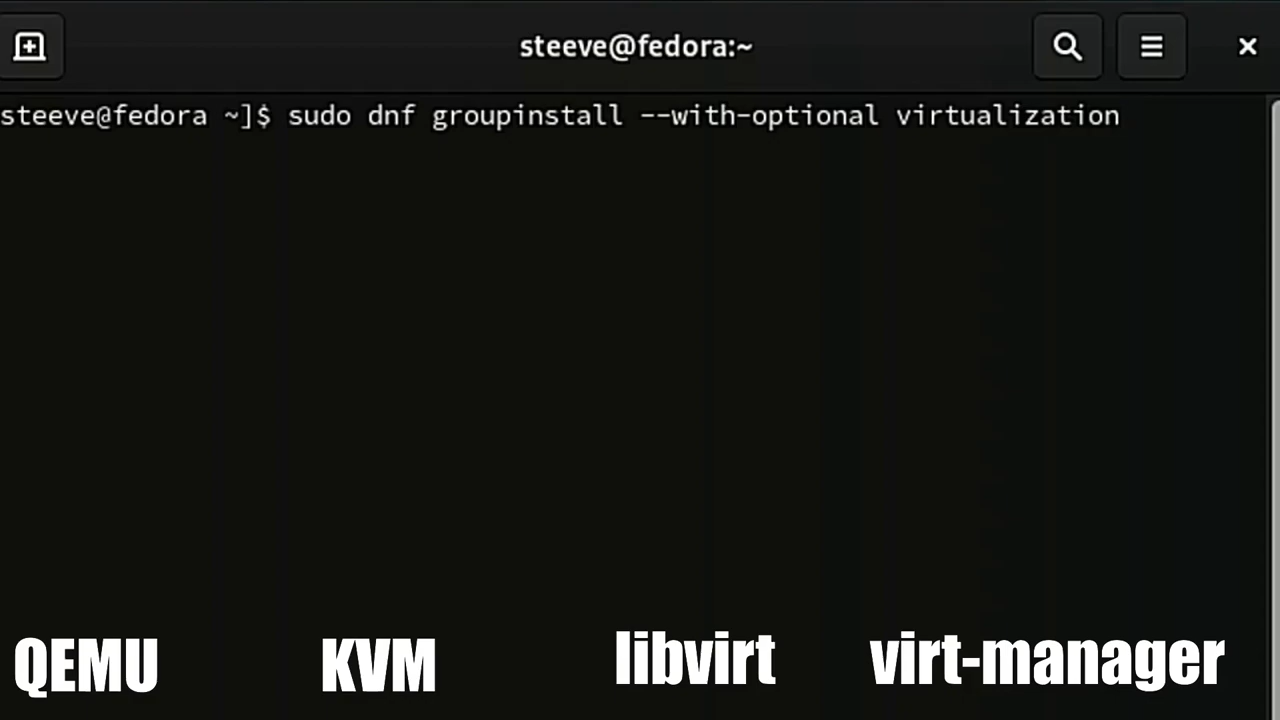 steeve@fedora:~
steeve@fedora ~]$ sudo dnf groupinstall --with-optional virtualization
QEMU KVM libvirt virt-manager